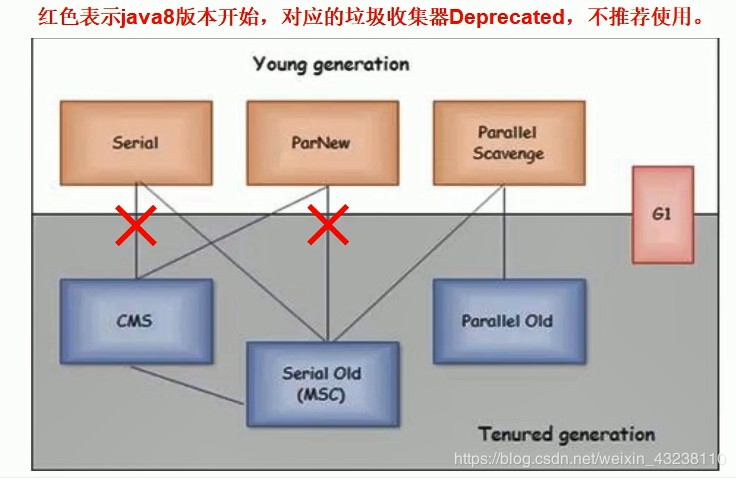 红色表示java8版本开始，对应的垃圾收集器Deprecated，不推荐使用。
Young generation
Serial
ParNew
Parallel
Scavenge
G1
CMS
Serial Old
(MSC)
Parallel Old
Tenured generation
https://blog.csdn.net/weixin_43238110